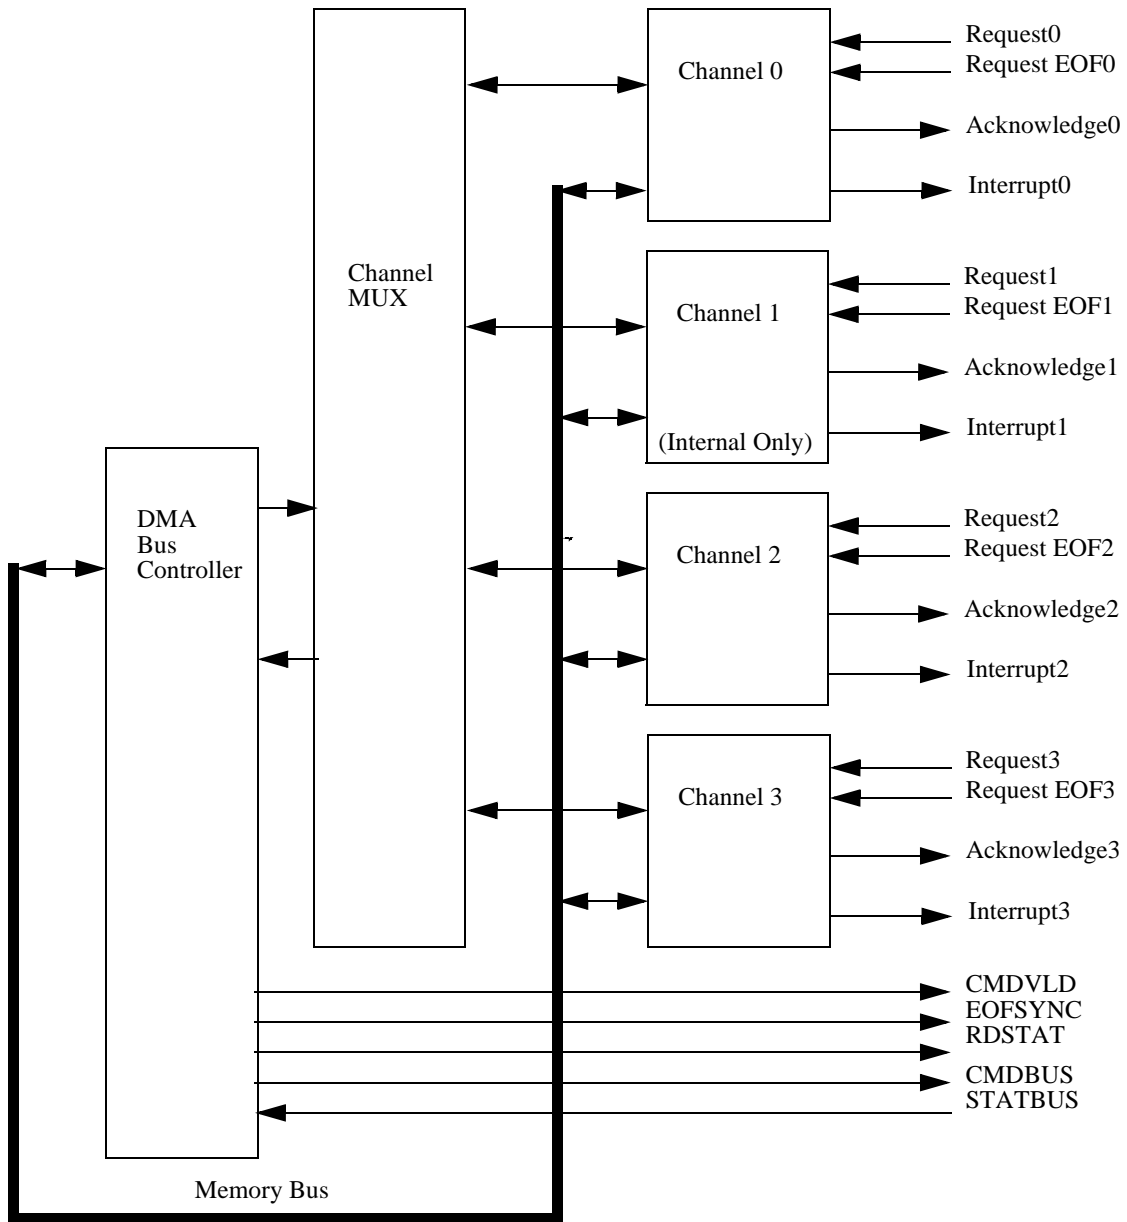 Channel 0
Request0
Request EOF0
Acknowledge0
Interrupt0
Channel
MUX
Channel 1
(Internal Only)
Request1
Request EOF1
Acknowledge1
Interrupt1
DMA
Bus
Controller
Channel 2
Request2
Request EOF2
Acknowledge2
Interrupt2
Channel 3
Request3
Request EOF3
Acknowledge3
Interrupt3
CMDVLD
EOFSYNC
RDSTAT
CMDBUS
STATBUS
Memory Bus